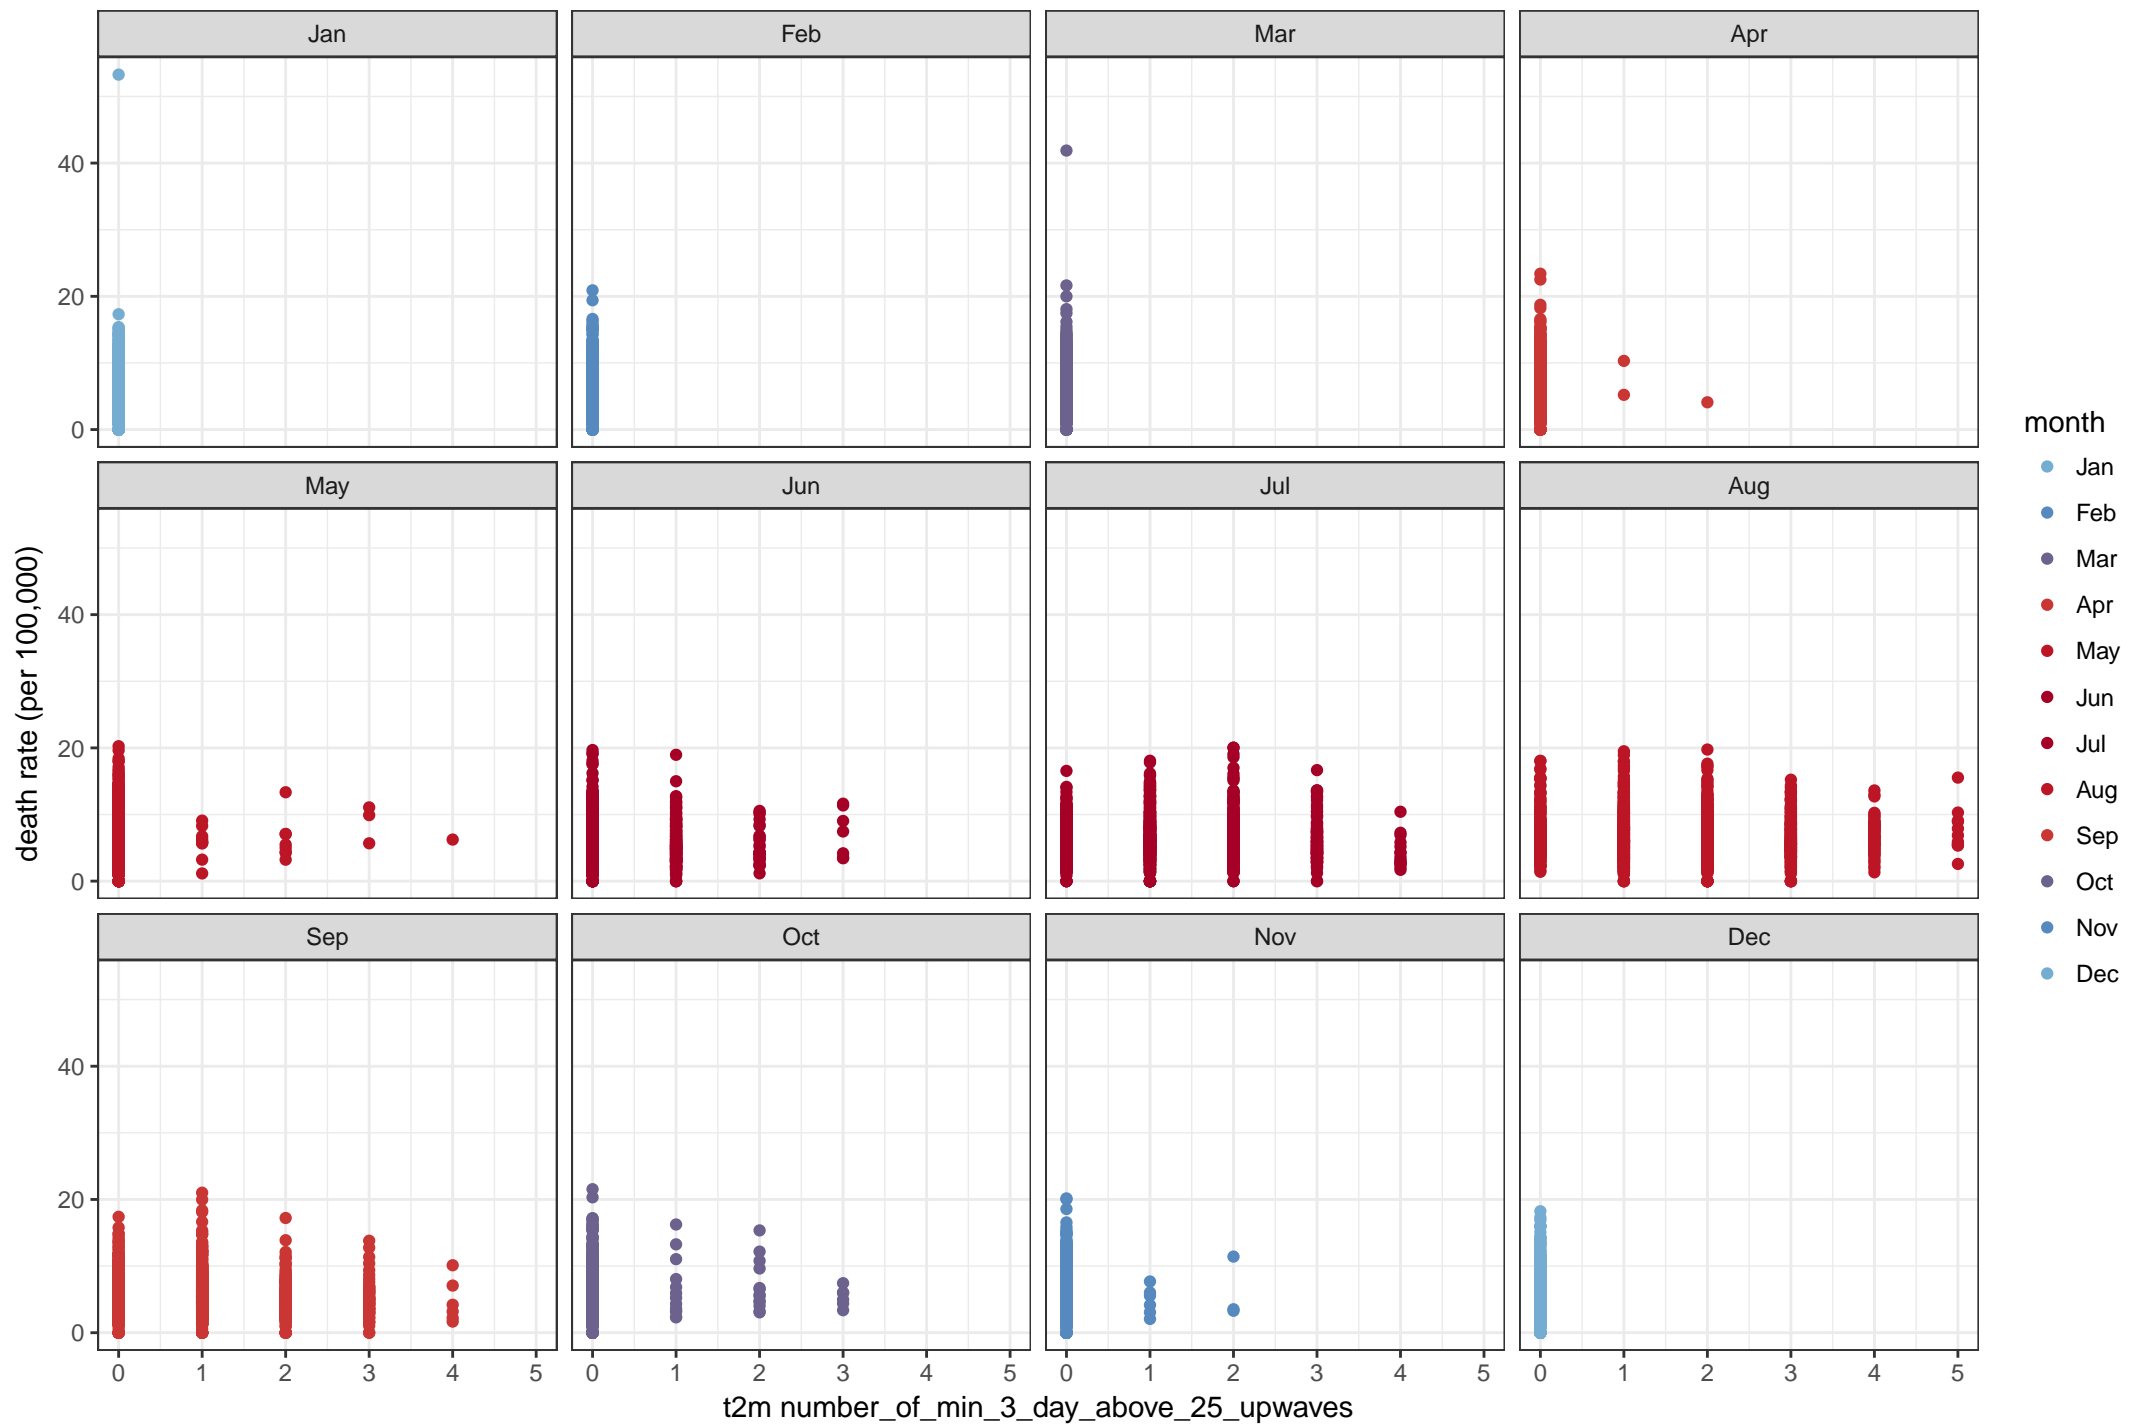 Jan Feb Mar Apr
40
20
0
May Jun Jul Aug
40
20
0
Sep Oct Nov Dec
40
20
0
0 1 2 3 4 5 0 1 2 3 4 5 0 1 2 3 4 5 0 1 2 3 4 5
t2m number_of_min_3_day_above_25_upwaves
death rate (per 100,000)
month
Jan
Feb
Mar
Apr
May
Jun
Jul
Aug
Sep
Oct
Nov
Dec